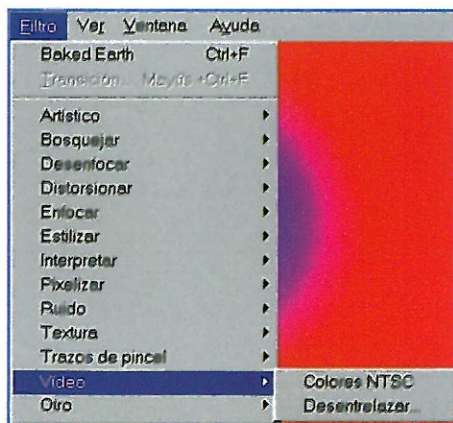 Filtro Ver Ventana Ayuda
Baked Earth Ctrl+F
Transición... Mayús+Ctrl+F
Artístico
Bosquejar
Desenfocar
Distorsionar
Enfocar
Estilizar
Interpretar
Pixelizar
Ruido
Textura
Trazos de pincel
Vídeo
Colores NTSC
Otro
Desentrelazar...